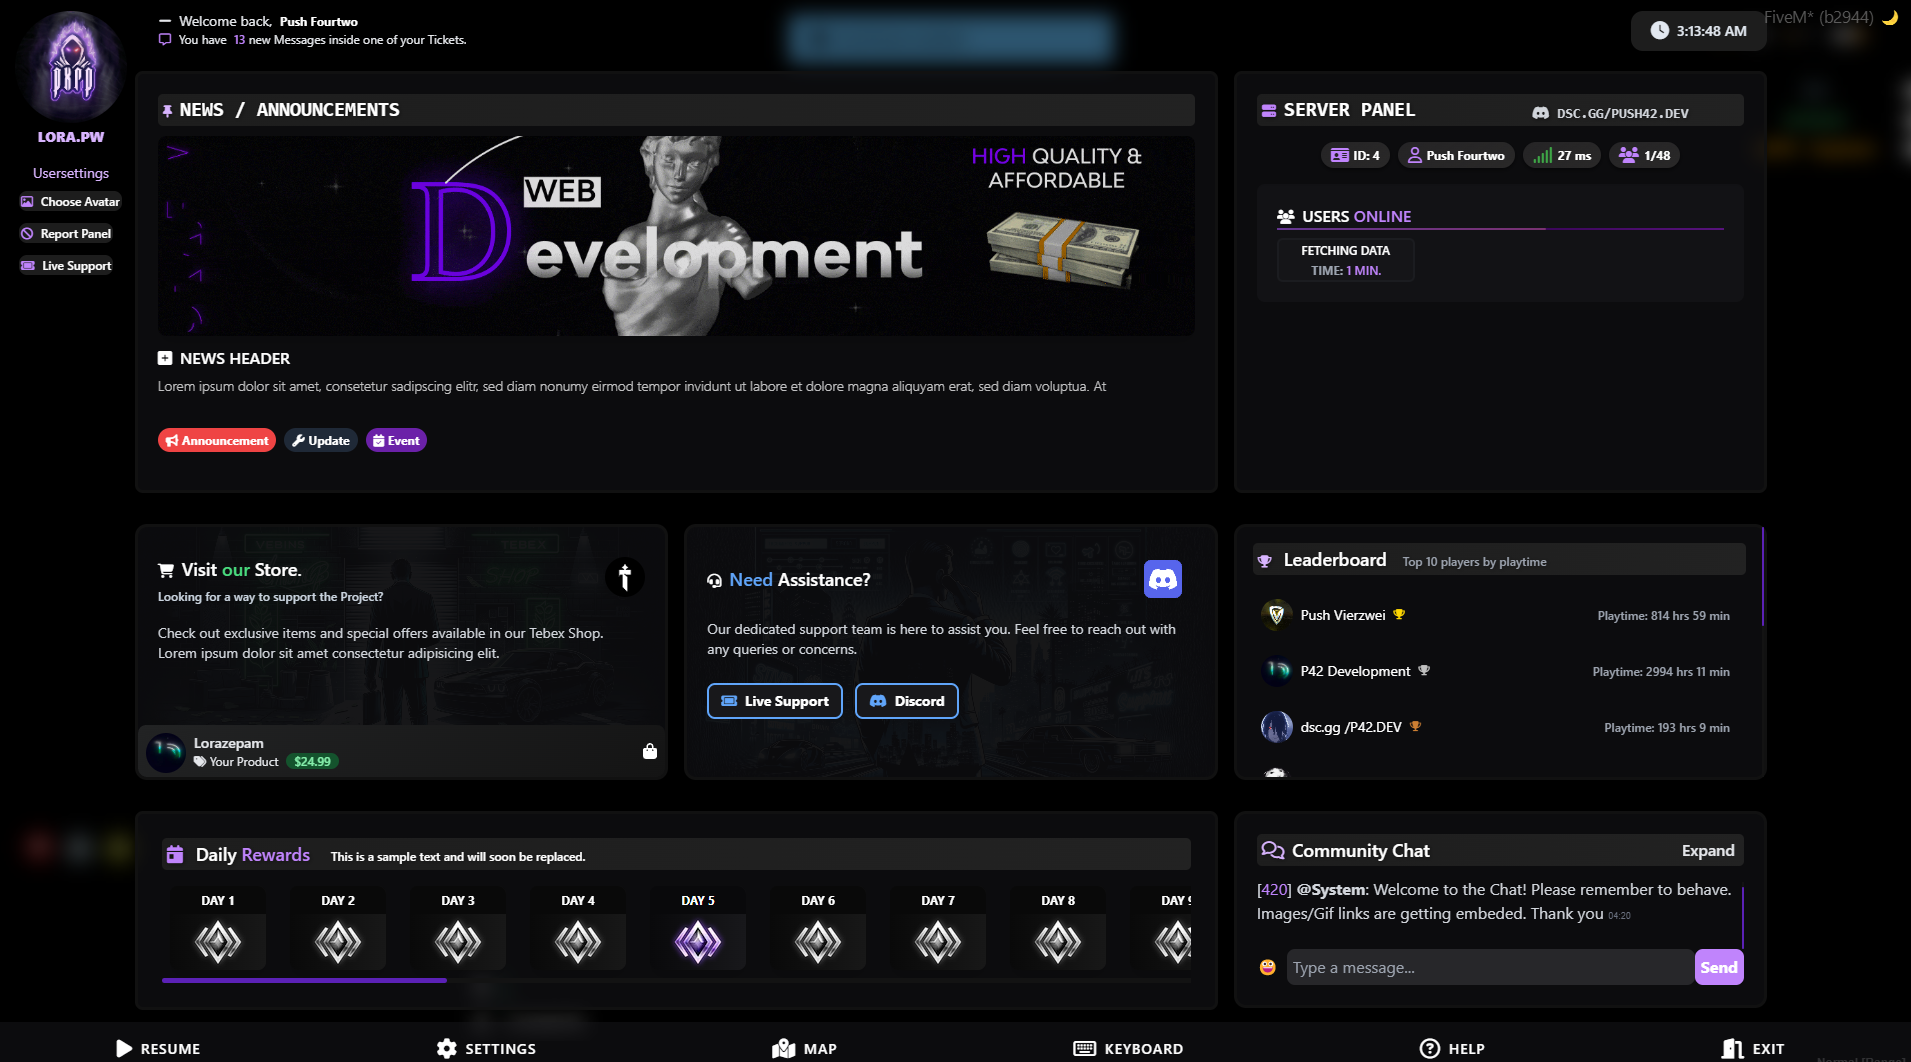 Welcome back, Push Fourtwo
You have 13 new Messages inside one of your Tickets.
FiveM* (b2944)
3:13:48 AM
PXRP
LORA.PW
Usersettings
Choose Avatar
Report Panel
Live Support
NEWS / ANNOUNCEMENTS
WEB
Development
HIGH QUALITY &
AFFORDABLE
NEWS HEADER
Lorem ipsum dolor sit amet, consetetur sadipscing elitr, sed diam nonumy eirmod tempor invidunt ut labore et dolore magna aliquyam erat, sed diam voluptua. At
Announcement
Update
Event
SERVER PANEL
DSC.GG/PUSH42.DEV
ID: 4
Push Fourtwo
27 ms
1/48
USERS ONLINE
FETCHING DATA
TIME: 1 MIN.
Visit our Store.
Looking for a way to support the Project?
Check out exclusive items and special offers available in our Tebex Shop.
Lorem ipsum dolor sit amet consectetur adipisicing elit.
Lorazepam
Your Product $24.99
Need Assistance?
Our dedicated support team is here to assist you. Feel free to reach out with
any queries or concerns.
Live Support
Discord
Leaderboard Top 10 players by playtime
Push Vierzwei Playtime: 814 hrs 59 min
P42 Development Playtime: 2994 hrs 11 min
dsc.gg /P42.DEV Playtime: 193 hrs 9 min
Daily Rewards This is a sample text and will soon be replaced.
DAY 1
DAY 2
DAY 3
DAY 4
DAY 5
DAY 6
DAY 7
DAY 8
DAY 9
Community Chat Expand
[420] @System: Welcome to the Chat! Please remember to behave.
Images/Gif links are getting embeded. Thank you 04:20
Type a message...
Send
RESUME
SETTINGS
MAP
KEYBOARD
HELP
EXIT